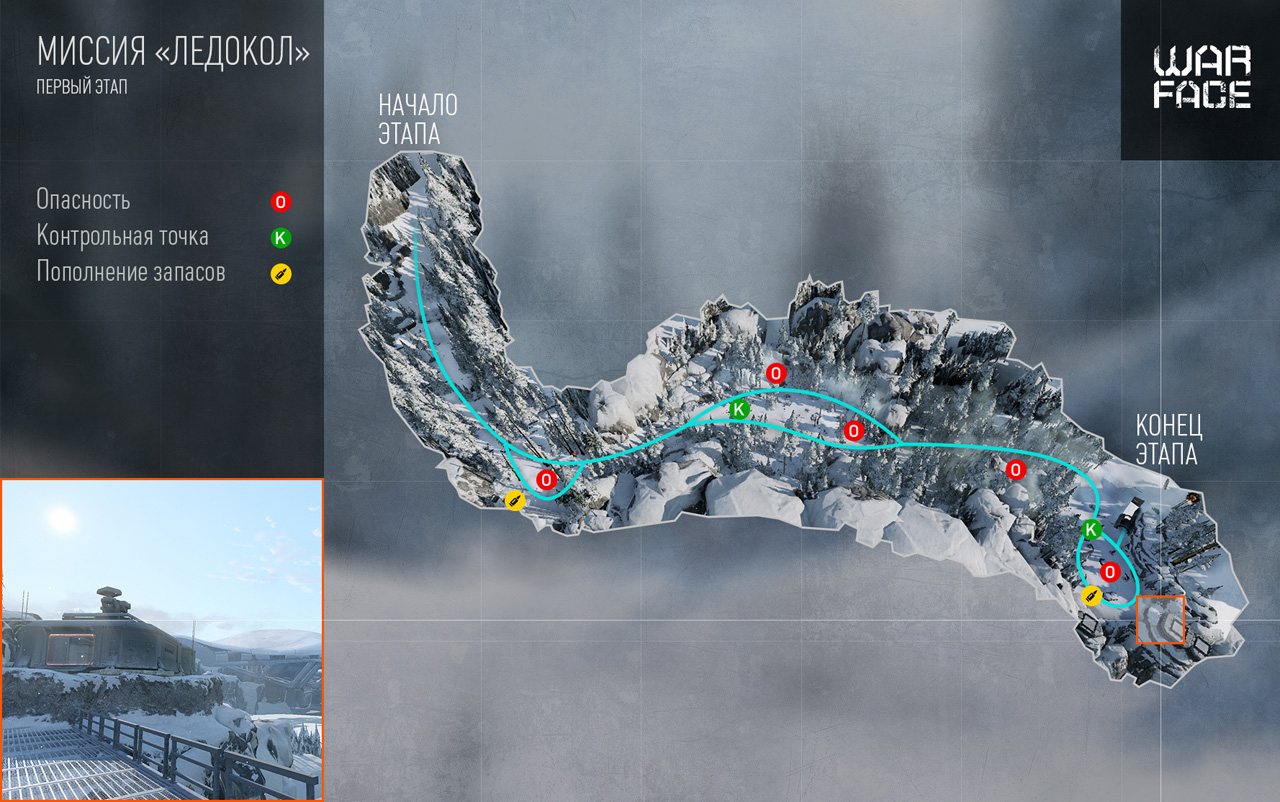 МИССИЯ «ЛЕДОКОЛ»
ПЕРВЫЙ ЭТАП
Опасность О
Контрольная точка К
Пополнение запасов
WAR
FACE
НАЧАЛО
ЭТАПА
О
К
О
О
О
КОНЕЦ
ЭТАПА
К
О